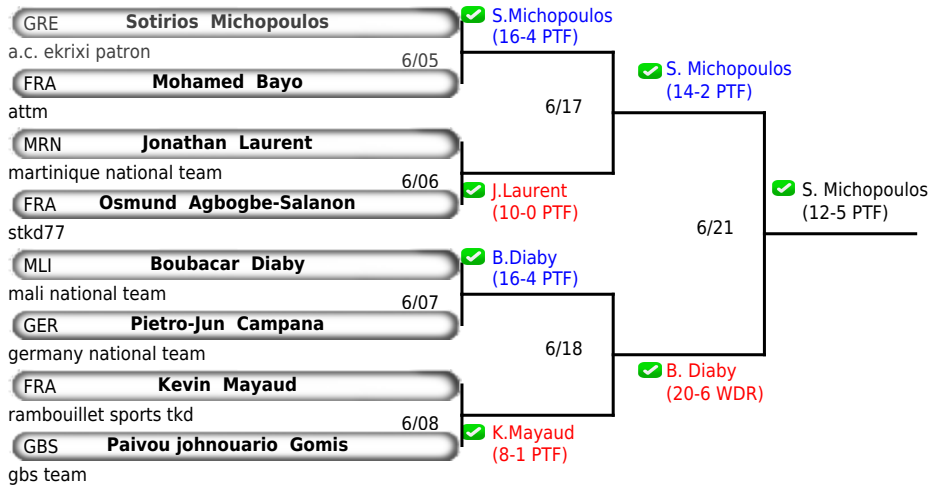 GRE Sotirios Michopoulos
a.c. ekrixi patron
6/05
FRA Mohamed Bayo
attm
S.Michopoulos
(16-4 PTF)
MRN Jonathan Laurent
martinique national team
6/06
FRA Osmund Agbogbe-Salanon
stkd77
J.Laurent
(10-0 PTF)
6/17
S. Michopoulos
(14-2 PTF)
MLI Boubacar Diaby
mali national team
6/07
GER Pietro-Jun Campana
germany national team
B.Diaby
(16-4 PTF)
FRA Kevin Mayaud
rambouillet sports tkd
6/08
GBS Paivou johnouario Gomis
gbs team
K.Mayaud
(8-1 PTF)
6/18
B. Diaby
(20-6 WDR)
6/21
S. Michopoulos
(12-5 PTF)